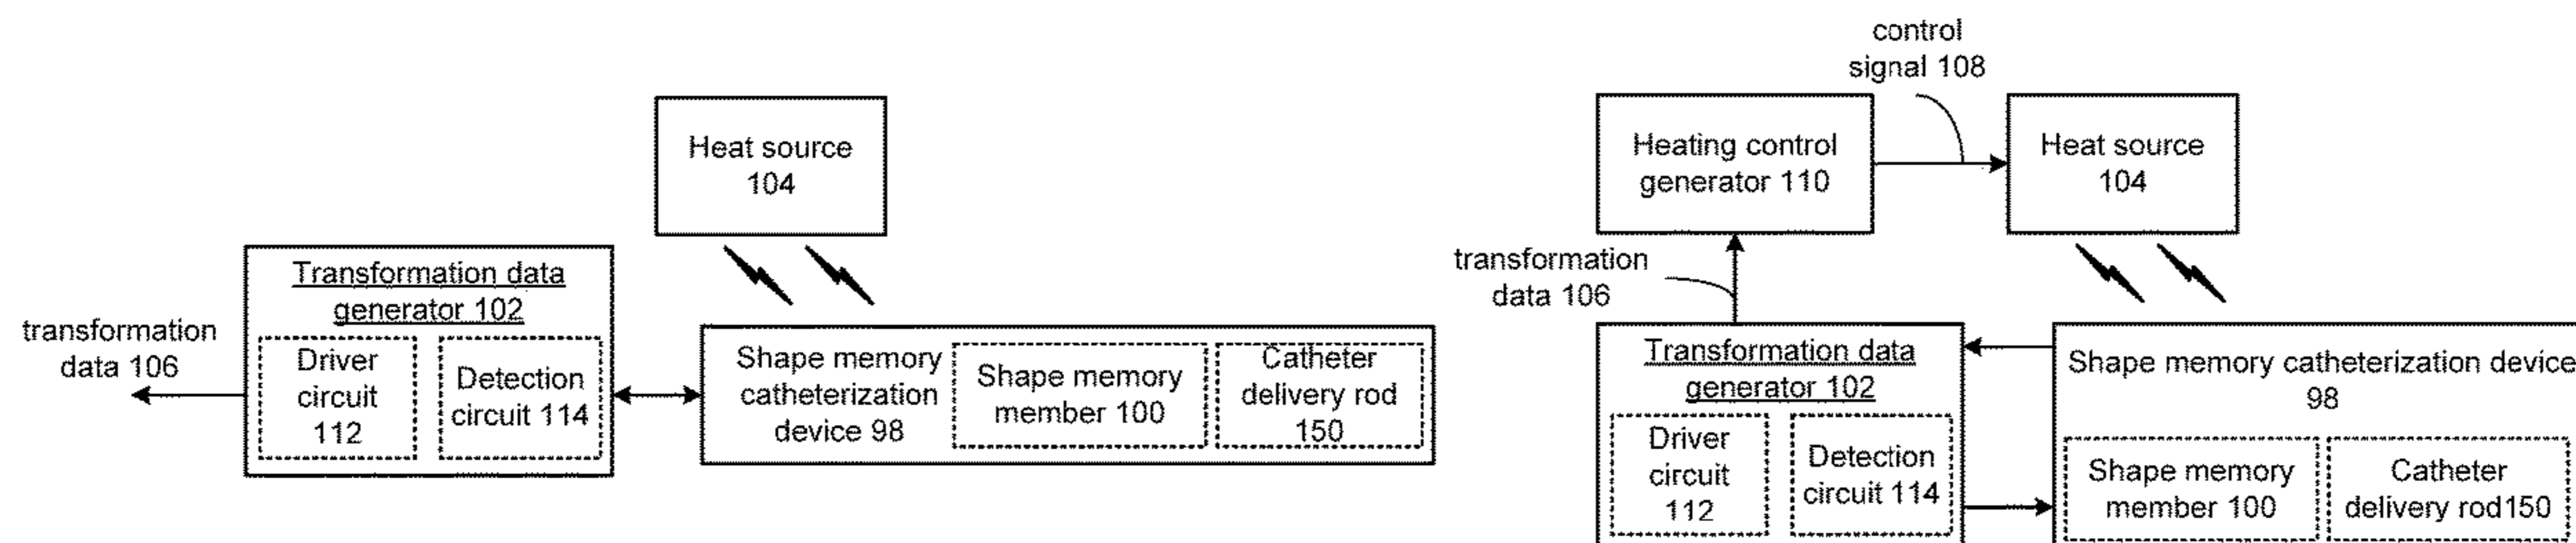 Heat source
104
Transformation data
generator 102
transformation
data 106
Driver
circuit
112
Detection
circuit 114
Shape memory
catheterization
device 98
Shape memory
member 100
Catheter
delivery rod
150
control
signal 108
Heating control
generator 110
Heat source
104
transformation
data 106
Transformation data
generator 102
Driver
circuit
112
Detection
circuit 114
Shape memory catheterization device
98
Shape memory
member 100
Catheter
delivery rod150